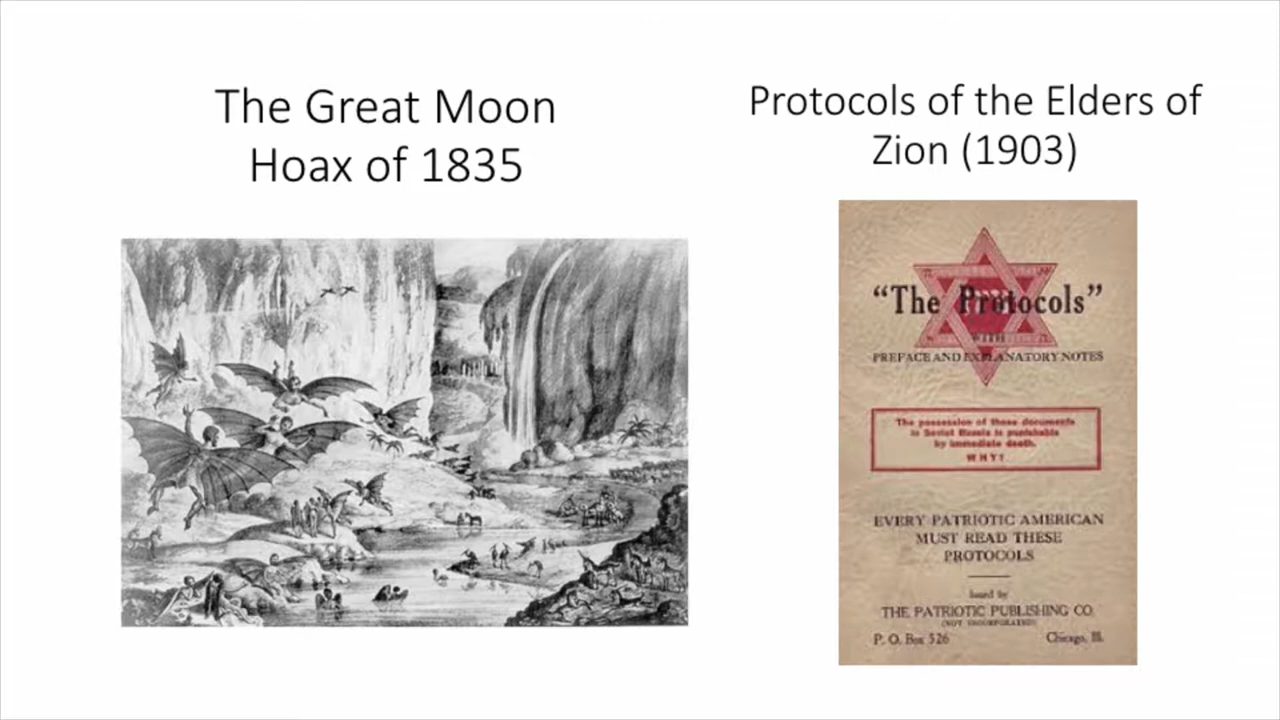 The Great Moon
Hoax of 1835
Protocols of the Elders of
Zion (1903)
“The Protocols”
WITH
PREFACE AND EXPLANATORY NOTES
The possession of these documents
in Soviet Russia is punishable
by immediate death.
WHY?
EVERY PATRIOTIC AMERICAN
MUST READ THESE
PROTOCOLS
Issued by
THE PATRIOTIC PUBLISHING CO.
(NOT INCORPORATED)
P. O. Box 526 Chicago, Ill.